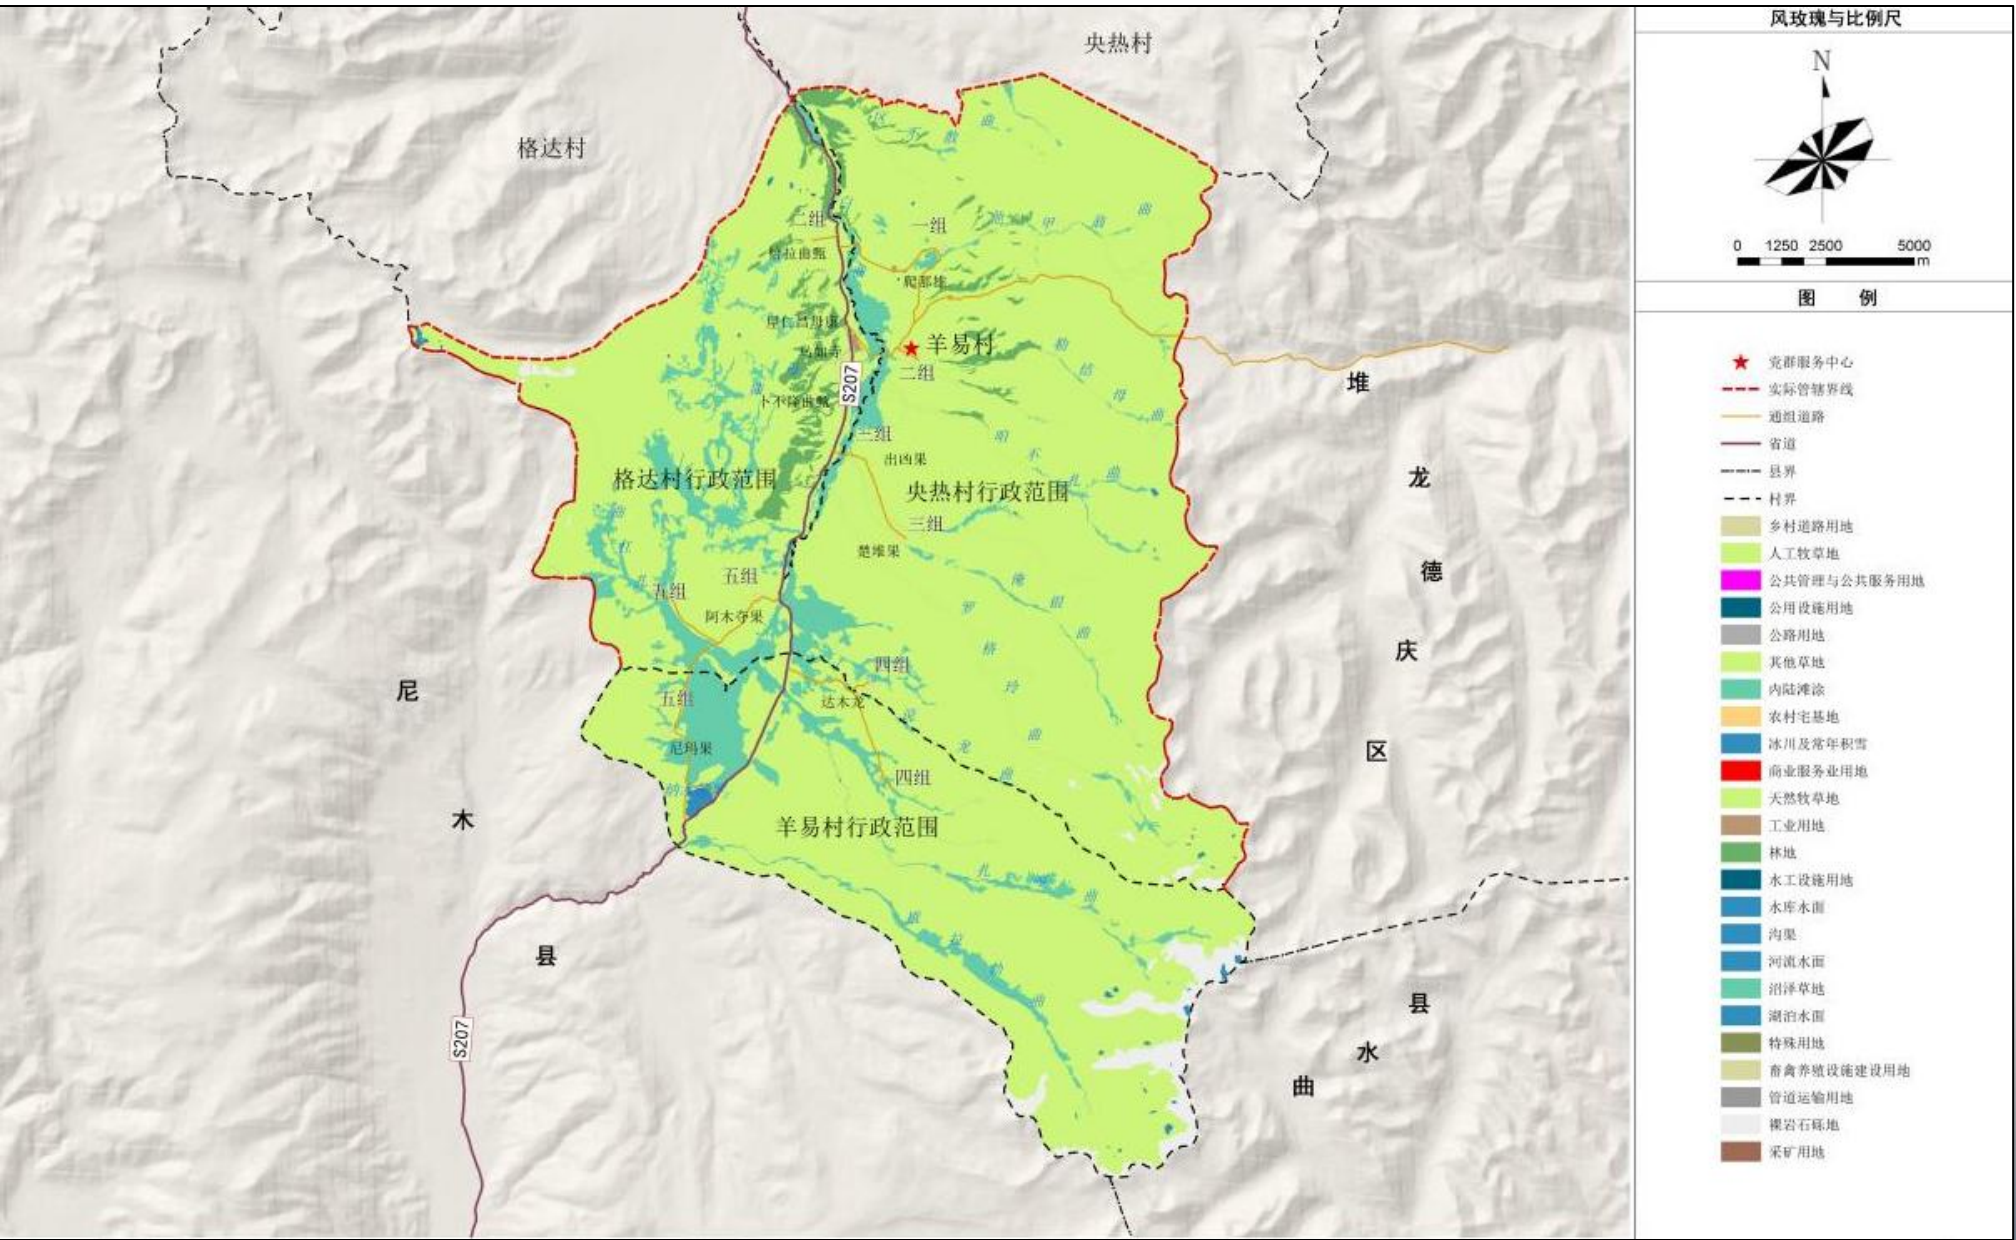 央热村
格达村
二组
一组
爬部雄
羊易村
二组
S207
三组
出凶果
格达村行政范围
央热村行政范围
三组
楚堆果
五组
五组
阿木夺果
四组
五组
达木龙
尼玛果
四组
羊易村行政范围
堆
龙
德
庆
区
尼
木
县
S207
县
水
曲
风玫瑰与比例尺
N
0 1250 2500 5000
m
图 例
党群服务中心
实际管辖界线
通组道路
省道
县界
村界
乡村道路用地
人工牧草地
公共管理与公共服务用地
公用设施用地
公路用地
其他草地
内陆滩涂
农村宅基地
冰川及常年积雪
商业服务业用地
天然牧草地
工业用地
林地
水工设施用地
水库水面
沟渠
河流水面
沼泽草地
湖泊水面
特殊用地
畜禽养殖设施建设用地
管道运输用地
裸岩石砾地
采矿用地